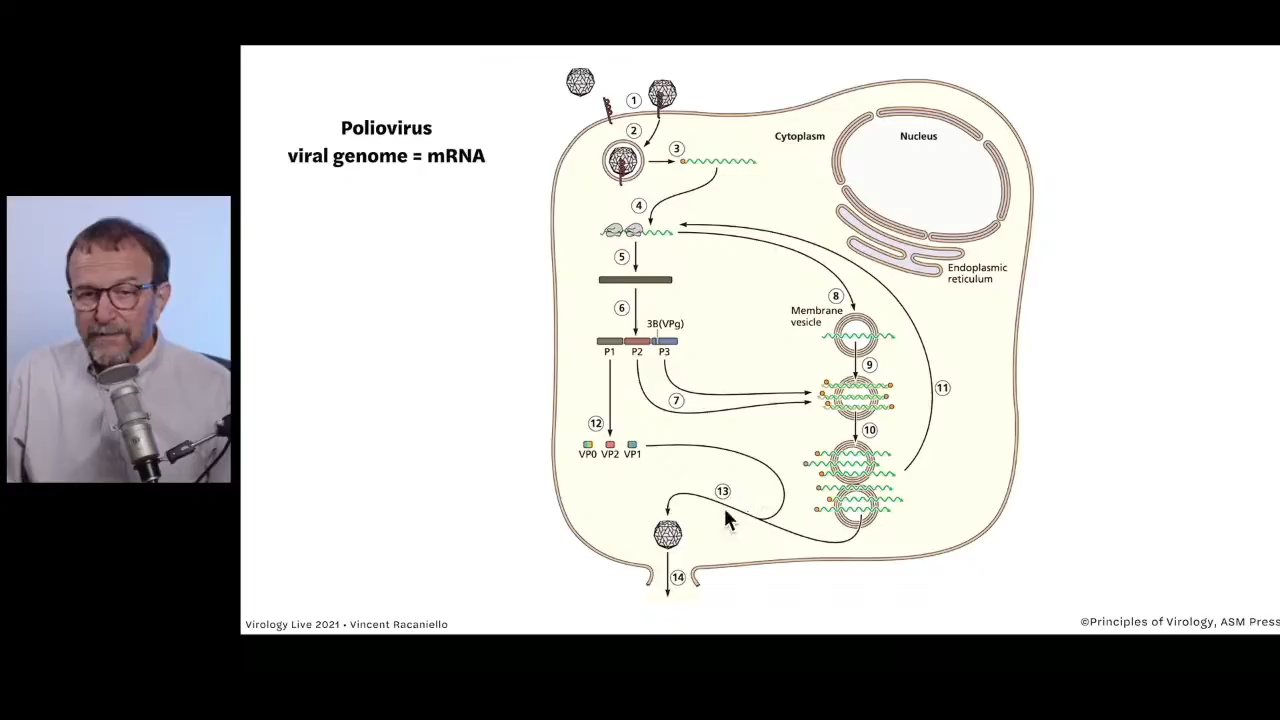 Poliovirus
viral genome = mRNA
1
2
3
4
5
6
3B(VPg)
P1 P2 P3
7
12
VP0 VP2 VP1
13
14
Cytoplasm
Nucleus
Endoplasmic
reticulum
8
Membrane
vesicle
9
10
11
Virology Live 2021 • Vincent Racaniello
©Principles of Virology, ASM Press